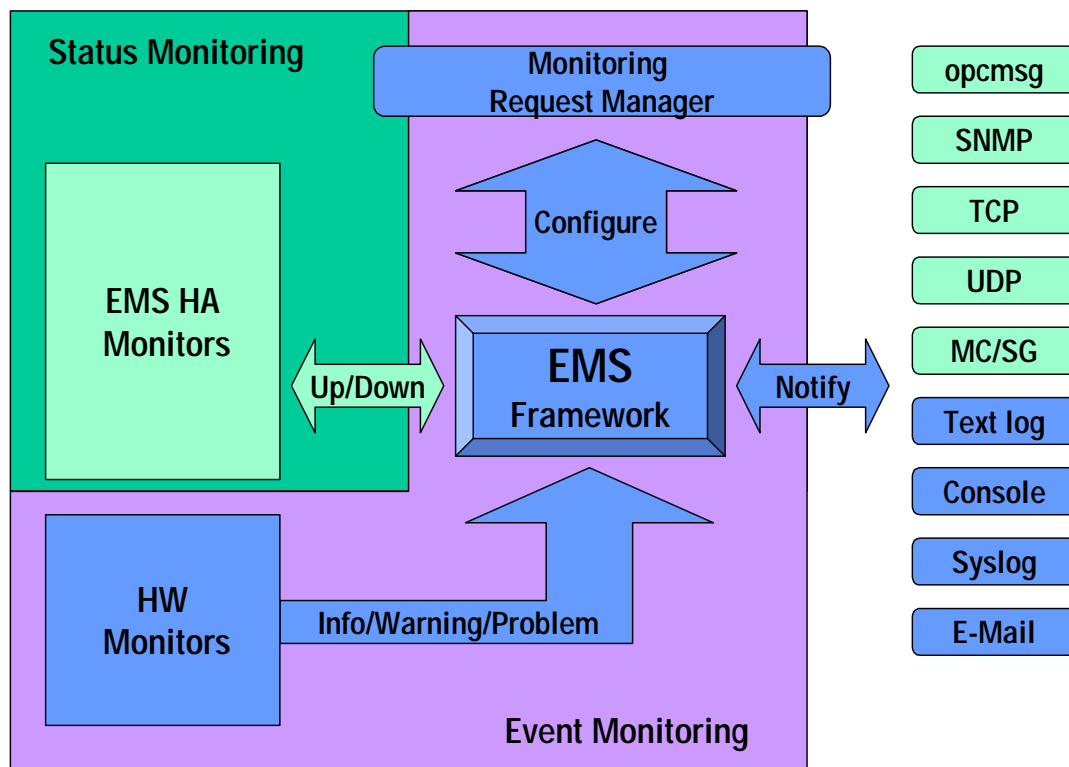 Status Monitoring
Monitoring
Request Manager
Configure
EMS HA
Monitors
Up/Down
EMS
Framework
Notify
HW
Monitors
Info/Warning/Problem
Event Monitoring
opcmsg
SNMP
TCP
UDP
MC/SG
Text log
Console
Syslog
E-Mail